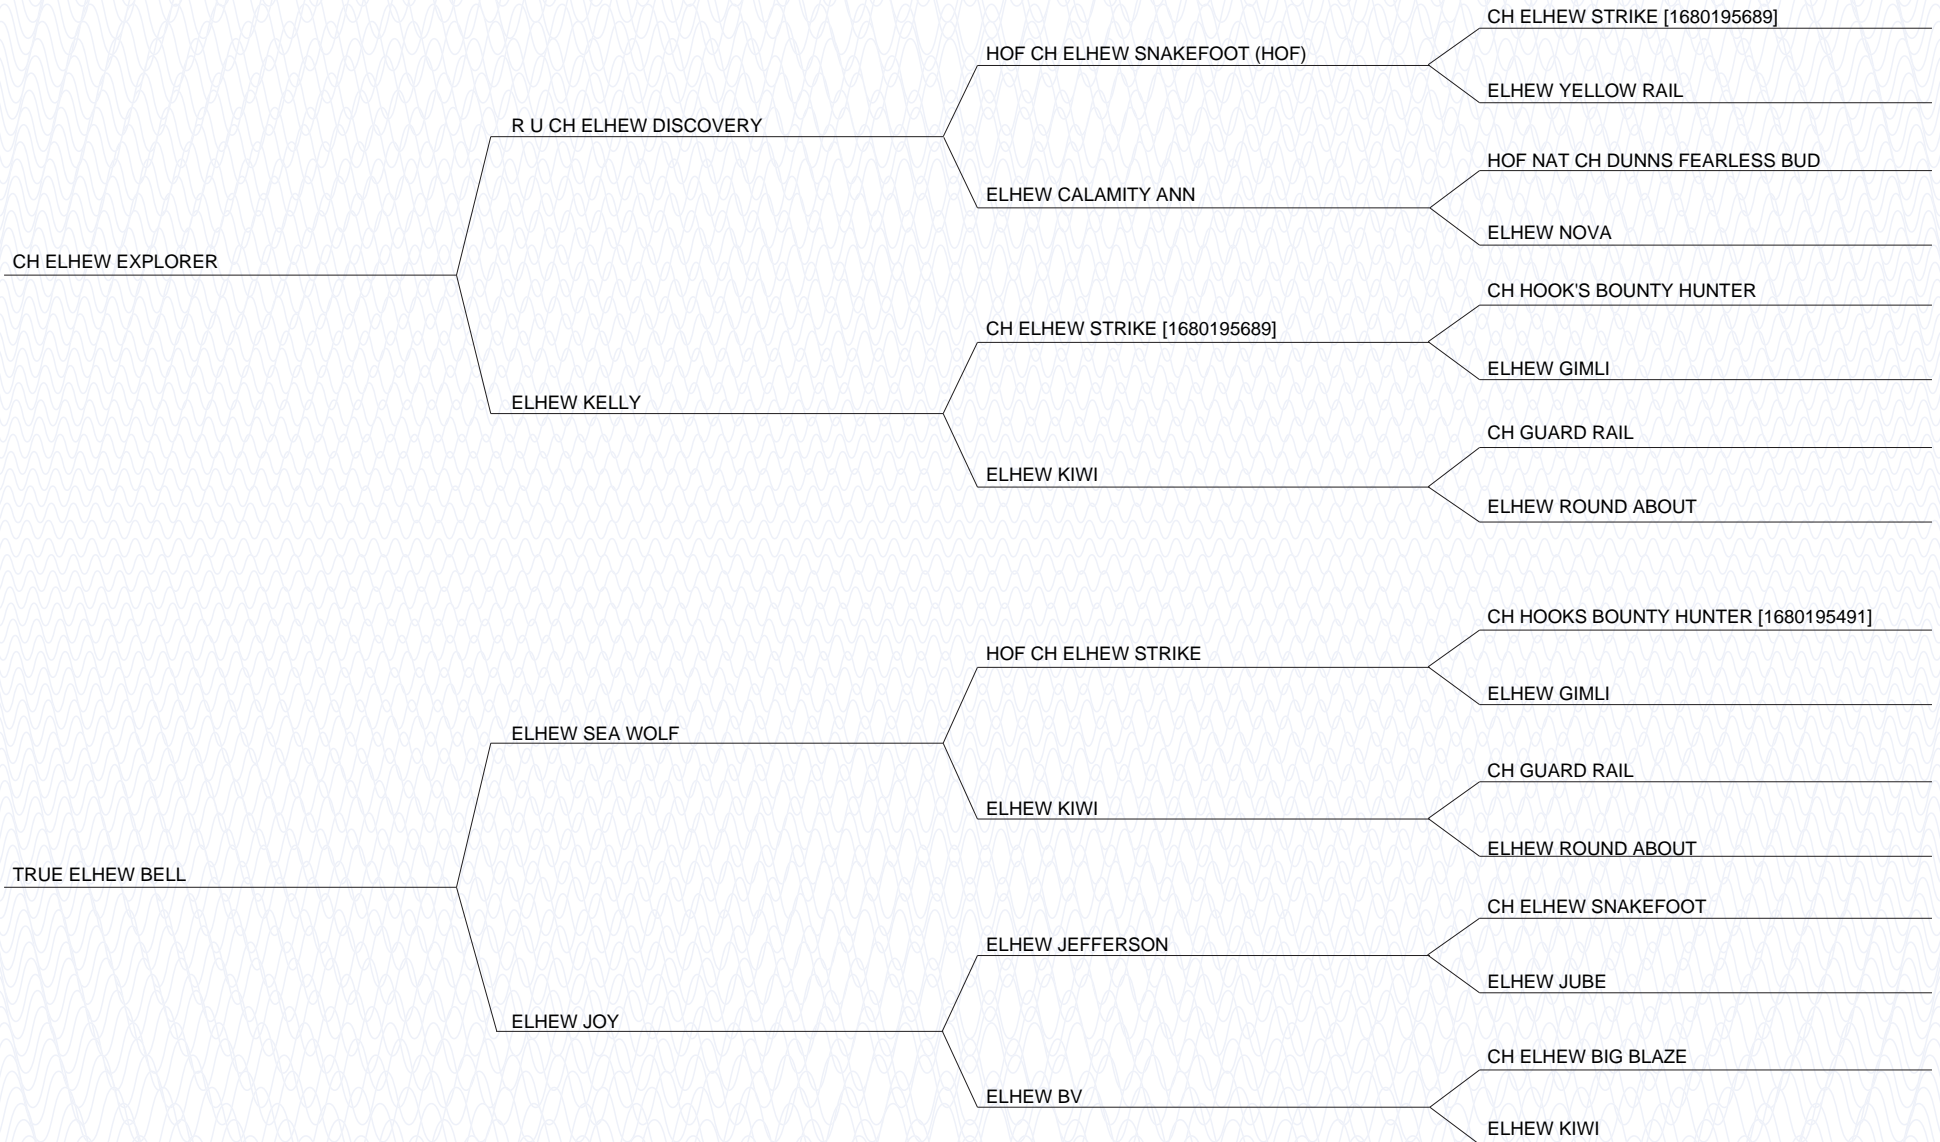 CH ELHEW STRIKE [1680195689]
HOF CH ELHEW SNAKEFOOT (HOF)
ELHEW YELLOW RAIL
R U CH ELHEW DISCOVERY
HOF NAT CH DUNNS FEARLESS BUD
ELHEW CALAMITY ANN
ELHEW NOVA
CH ELHEW EXPLORER
CH HOOK'S BOUNTY HUNTER
CH ELHEW STRIKE [1680195689]
ELHEW GIMLI
ELHEW KELLY
CH GUARD RAIL
ELHEW KIWI
ELHEW ROUND ABOUT
CH HOOKS BOUNTY HUNTER [1680195491]
HOF CH ELHEW STRIKE
ELHEW GIMLI
ELHEW SEA WOLF
CH GUARD RAIL
ELHEW KIWI
ELHEW ROUND ABOUT
TRUE ELHEW BELL
CH ELHEW SNAKEFOOT
ELHEW JEFFERSON
ELHEW JUBE
ELHEW JOY
CH ELHEW BIG BLAZE
ELHEW BV
ELHEW KIWI